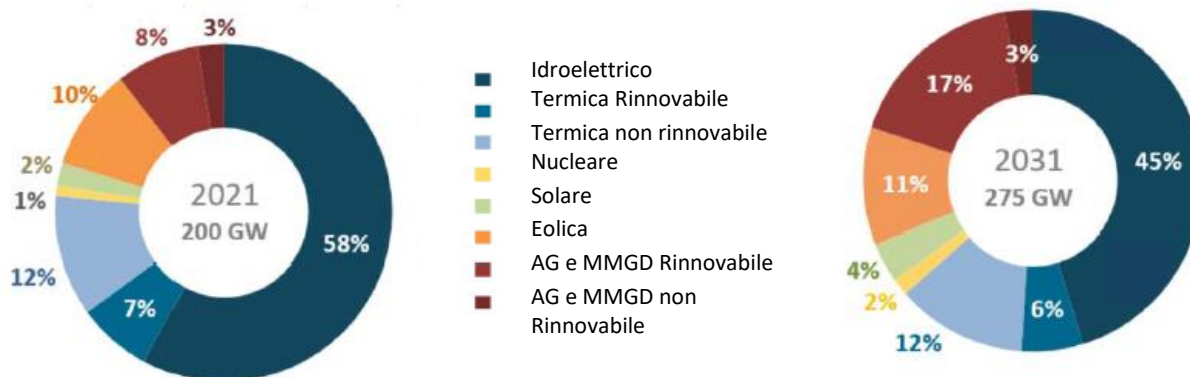 3%
8%
10%
2%
1%
12%
7%
58%
2021
200 GW
Idroelettrico
Termica Rinnovabile
Termica non rinnovabile
Nucleare
Solare
Eolica
AG e MMGD Rinnovabile
AG e MMGD non
Rinnovabile
3%
17%
11%
4%
2%
12%
6%
45%
2031
275 GW